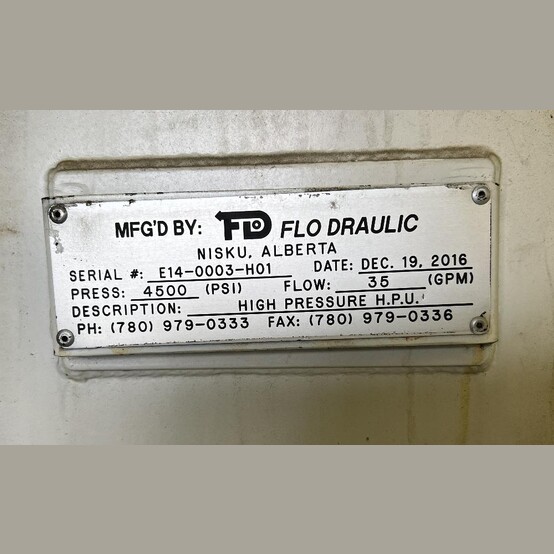 MFG'D BY: FLO FLO DRAULIC
NISKU, ALBERTA
SERIAL #: E14-0003-H01 DATE: DEC. 19, 2016
PRESS: 4500 (PSI) FLOW: 35 (GPM)
DESCRIPTION: HIGH PRESSURE H.P.U.
PH: (780) 979-0333 FAX: (780) 979-0336